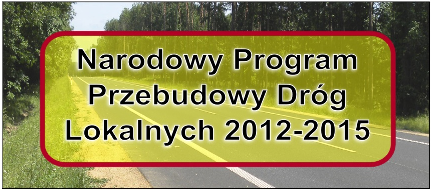 Narodowy Program
Przebudowy Dróg
Lokalnych 2012-2015